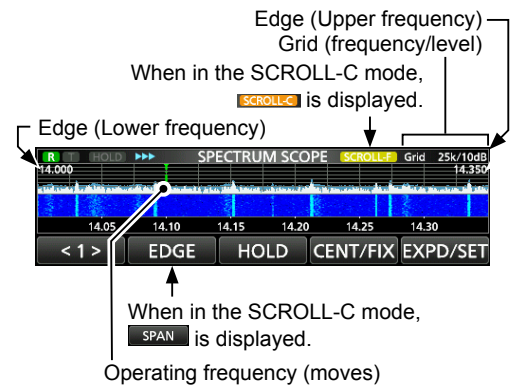 Edge (Upper frequency)
Grid (frequency/level)
When in the SCROLL-C mode,
SCROLL-C is displayed.
Edge (Lower frequency)
R T HOLD SPECTRUM SCOPE SCROLL-F Grid 25k/10dB
14.000 14.350
14.05 14.10 14.15 14.20 14.25 14.30
< 1 > EDGE HOLD CENT/FIX EXPD/SET
When in the SCROLL-C mode,
SPAN is displayed.
Operating frequency (moves)